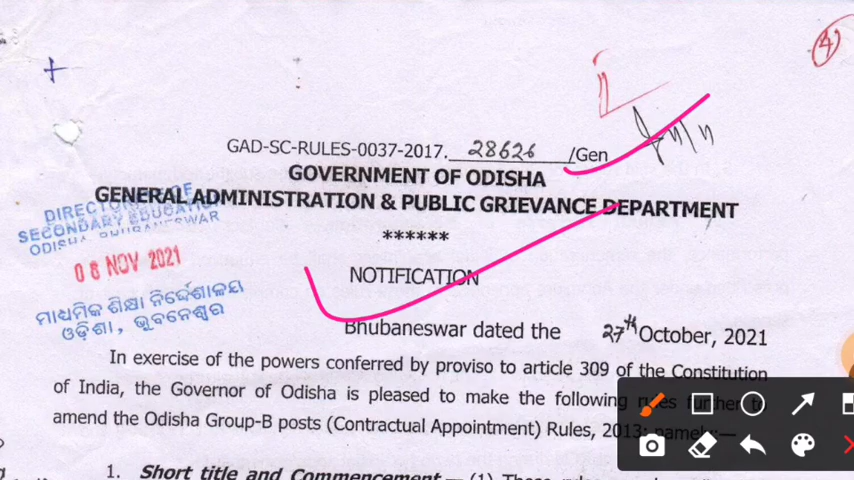 4
GAD-SC-RULES-0037-2017. 28626 /Gen
GOVERNMENT OF ODISHA
GENERAL ADMINISTRATION & PUBLIC GRIEVANCE DEPARTMENT
DIRECTORATE OF
SECONDARY EDUCATION
ODISHA, BHUBANESWAR
******
08 NOV 2021
NOTIFICATION
ମାଧ୍ୟମିକ ଶିକ୍ଷା ନିର୍ଦ୍ଦେଶାଳୟ
ଓଡ଼ିଶା, ଭୁବନେଶ୍ୱର
Bhubaneswar dated the 27th October, 2021
In exercise of the powers conferred by proviso to article 309 of the Constitution
of India, the Governor of Odisha is pleased to make the following rules further to
amend the Odisha Group-B posts (Contractual Appointment) Rules, 2013; namely:—
1. Short title and Commencement.— (1) These rules